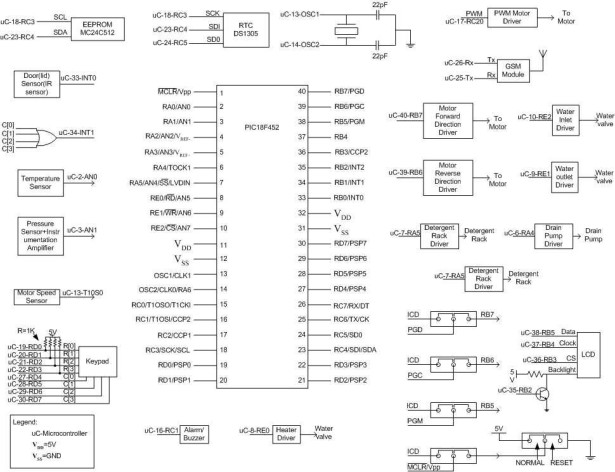 uC-18-RC3 SCL EEPROM MC24C512
uC-23-RC4 SDA
uC-18-RC3 SCK RTC DS1305
uC-23-RC4 SDI
uC-24-RC5 SD0
uC-13-OSC1 22pF
uC-14-OSC2 22pF
PWM PWM Motor Driver To Motor
uC-17-RC20
uC-26-Rx Tx GSM Module
uC-25-Tx Rx
Door(lid) Sensor(IR sensor) uC-33-INT0
C[0]
C[1]
C[2]
C[3]
uC-34-INT1
Temperature Sensor uC-2-AN0
Pressure Sensor+Instr umentation Amplifier uC-3-AN1
Motor Speed Sensor uC-13-T10S0
PIC18F452
MCLR/Vpp 1 40 RB7/PGD
RA0/AN0 2 39 RB6/PGC
RA1/AN1 3 38 RB5/PGM
RA2/AN2/VREF- 4 37 RB4
RA3/AN3/VREF- 5 36 RB3/CCP2
RA4/TOCK1 6 35 RB2/INT2
RA5/AN4/SS/LVDIN 7 34 RB1/INT1
RE0/RD/AN5 8 33 RB0/INT0
RE1/WR/AN6 9 32 VDD
RE2/CS/AN7 10 31 VSS
VDD 11 30 RD7/PSP7
VSS 12 29 RD6/PSP6
OSC1/CLK1 13 28 RD5/PSP5
OSC2/CLK0/RA6 14 27 RD4/PSP4
RC0/T1OSO/T1CKI 15 26 RC7/RX/DT
RC1/T1OSI/CCP2 16 25 RC6/TX/CK
RC2/CCP1 17 24 RC5/SD0
RC3/SCK/SCL 18 23 RC4/SDI/SDA
RD0/PSP0 19 22 RD3/PSP3
RD1/PSP1 20 21 RD2/PSP2
uC-40-RB7 Motor Forward Direction Driver To Motor
uC-10-RE2 Water Inlet Driver Water valve
uC-39-RB6 Motor Reverse Direction Driver To Motor
uC-9-RE1 Water outlet Driver Water valve
uC-7-RA5 Detergent Rack Driver Detergent Rack
uC-6-RA4 Drain Pump Driver Drain Pump
uC-7-RA5 Detergent Rack Driver Detergent Rack
ICD RB7
PGD
ICD RB6
PGC
ICD RB5
PGM
ICD
MCLR/Vpp
5V
NORMAL RESET
uC-38-RB5 Data LCD
uC-37-RB4 Clock
uC-36-RB3 CS
5 V Backlight
uC-35-RB2
R=1K 5V
uC-19-RD0 R[0] Keypad
uC-20-RD1 R[1]
uC-21-RD2 R[2]
uC-22-RD3 R[3]
uC-27-RD4 C[0]
uC-28-RD5 C[1]
uC-29-RD6 C[2]
uC-30-RD7 C[3]
Legend:
uC-Microcontroller
VDD=5V
VSS=GND
uC-16-RC1 Alarm/ Buzzer
uC-8-RE0 Heater Driver Water valve